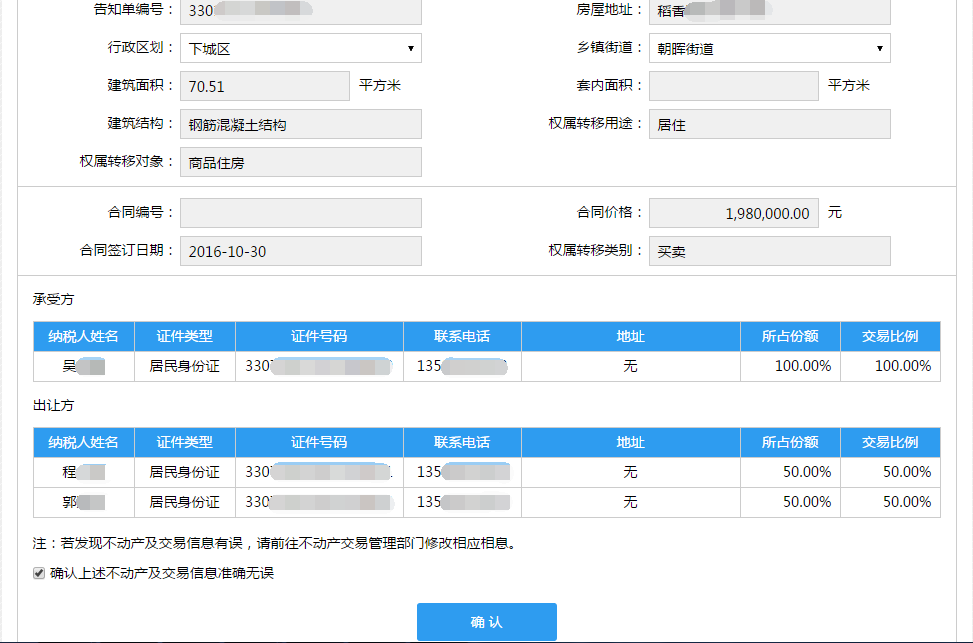 告知单编号： 330
房屋地址： 稻香
行政区划： 下城区
乡镇街道： 朝晖街道
建筑面积： 70.51 平方米
套内面积： 平方米
建筑结构： 钢筋混凝土结构
权属转移用途： 居住
权属转移对象： 商品住房
合同编号：
合同价格： 1,980,000.00 元
合同签订日期： 2016-10-30
权属转移类别： 买卖
承受方
纳税人姓名 证件类型 证件号码 联系电话 地址 所占份额 交易比例
吴 居民身份证 330 135 无 100.00% 100.00%
出让方
纳税人姓名 证件类型 证件号码 联系电话 地址 所占份额 交易比例
程 居民身份证 330 135 无 50.00% 50.00%
郭 居民身份证 330 135 无 50.00% 50.00%
注：若发现不动产及交易信息有误，请前往不动产交易管理部门修改相应相息。
确认上述不动产及交易信息准确无误
确 认